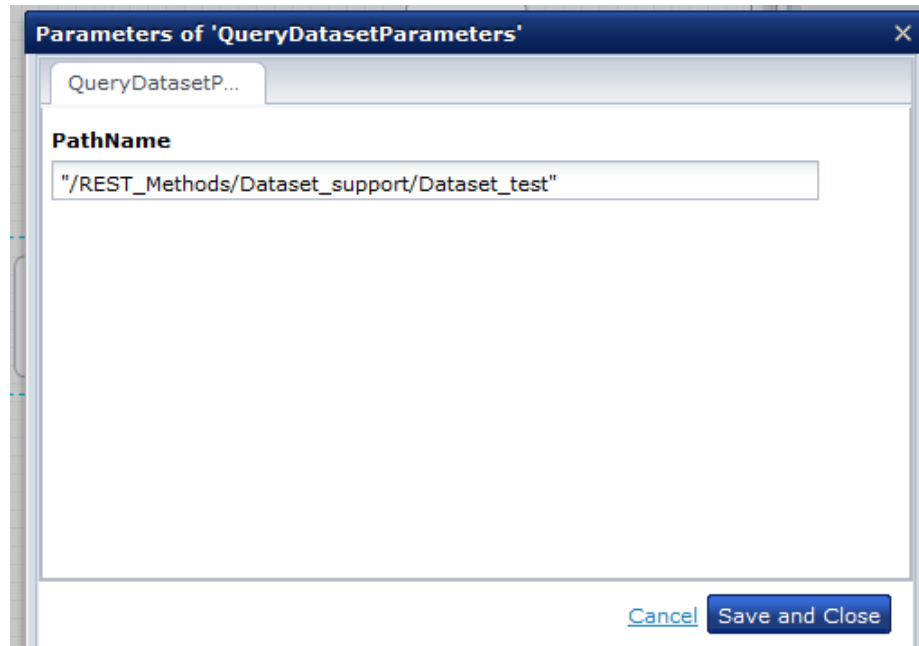 Parameters of 'QueryDatasetParameters'
QueryDatasetP...
PathName
"/REST_Methods/Dataset_support/Dataset_test"
Cancel Save and Close